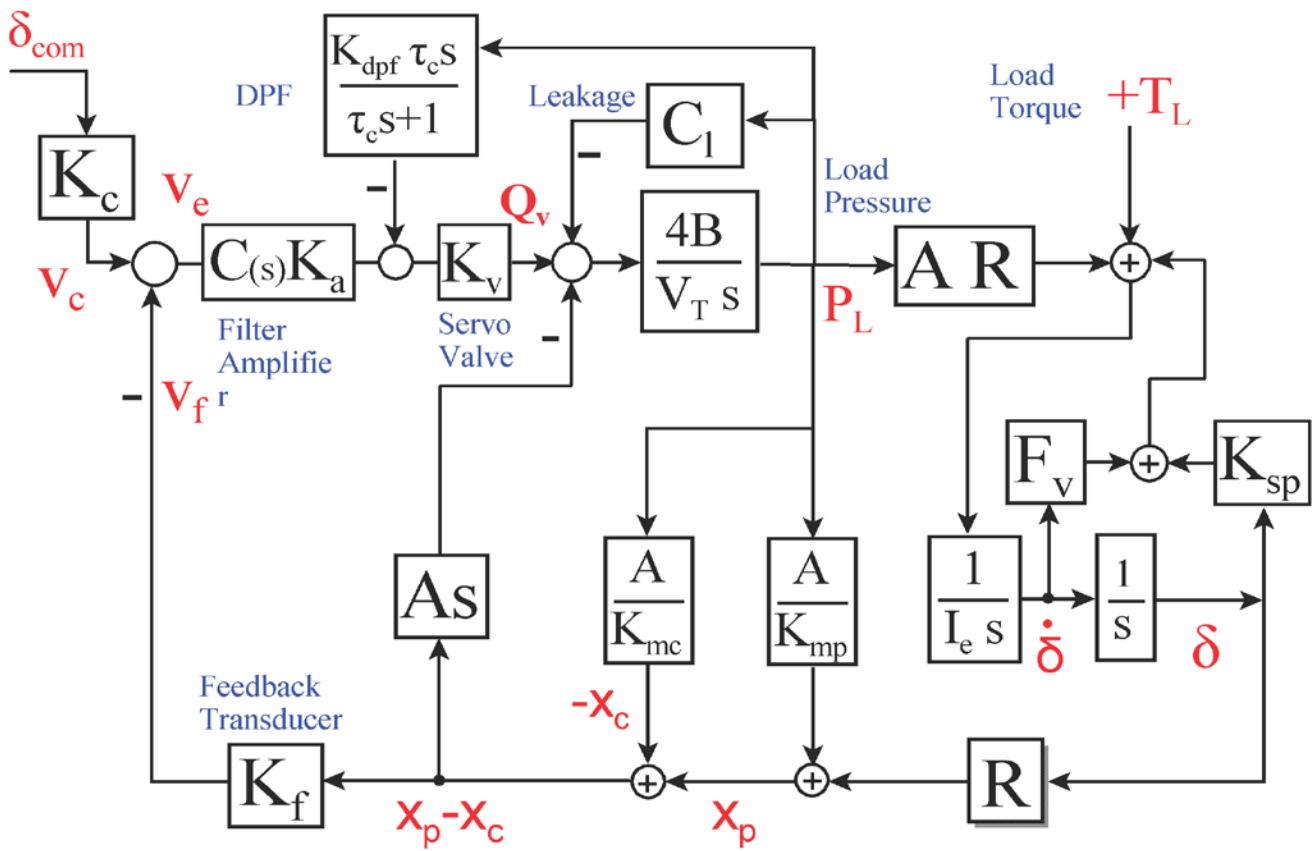 δcom
Kc
Vc
Ve
DPF
Kdpf τcs
τcs+1
-
C(s)Ka
Filter
Amplifie
r
Kv
Servo
Valve
Qv
Leakage
Cl
-
4B
VT s
-
Load
Pressure
PL
A R
Load
Torque
+TL
+
Fv
+
Ksp
1
Ie s
δ̇
1
s
δ
-
Vf
As
A
Kmc
A
Kmp
-xc
Feedback
Transducer
Kf
xp-xc
+
xp
+
R